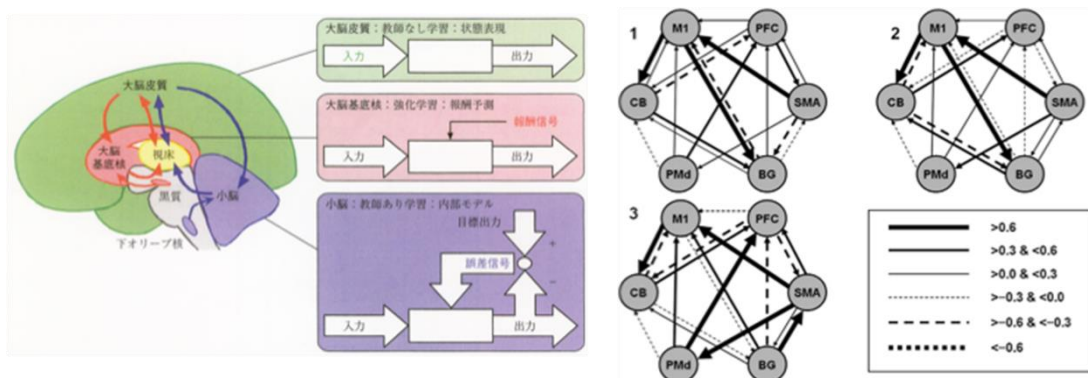 大脳皮質：教師なし学習：状態表現
入力
出力
大脳基底核：強化学習：報酬予測
報酬信号
入力
出力
小脳：教師あり学習：内部モデル
目標出力
+
誤差信号
−
入力
出力
大脳皮質
大脳
基底核
視床
黒質
小脳
下オリーブ核
1
M1
PFC
CB
SMA
PMd
BG
2
M1
PFC
CB
SMA
PMd
BG
3
M1
PFC
CB
SMA
PMd
BG
>0.6
>0.3 & <0.6
>0.0 & <0.3
>−0.3 & <0.0
>−0.6 & <−0.3
<−0.6